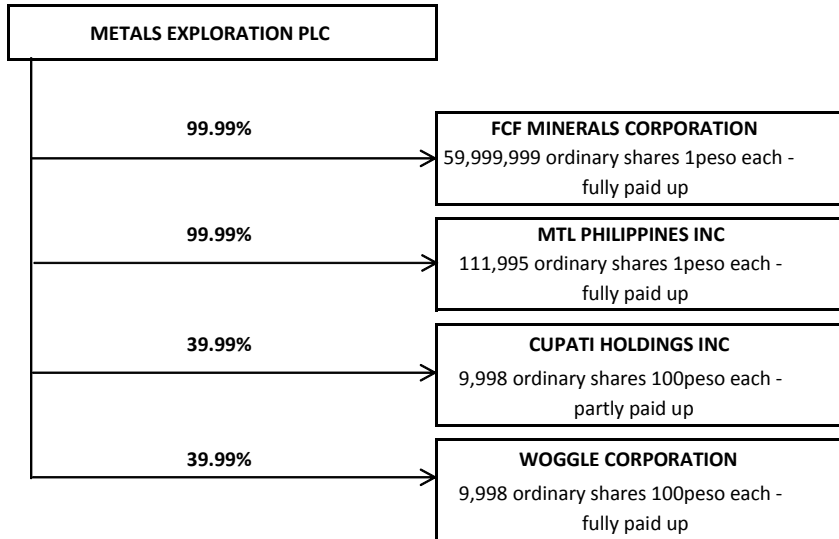 METALS EXPLORATION PLC
99.99%
FCF MINERALS CORPORATION
59,999,999 ordinary shares 1peso each -
fully paid up
99.99%
MTL PHILIPPINES INC
111,995 ordinary shares 1peso each -
fully paid up
39.99%
CUPATI HOLDINGS INC
9,998 ordinary shares 100peso each -
partly paid up
39.99%
WOGGLE CORPORATION
9,998 ordinary shares 100peso each -
fully paid up